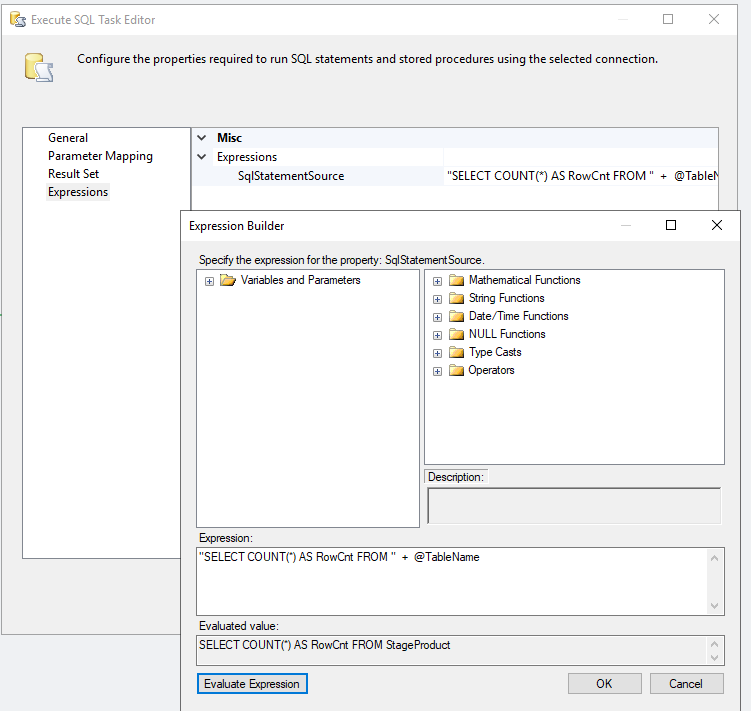 Execute SQL Task Editor
Configure the properties required to run SQL statements and stored procedures using the selected connection.
General
Parameter Mapping
Result Set
Expressions
Misc
Expressions
SqlStatementSource
"SELECT COUNT(*) AS RowCnt FROM " + @TableN
Expression Builder
Specify the expression for the property: SqlStatementSource.
Variables and Parameters
Mathematical Functions
String Functions
Date/Time Functions
NULL Functions
Type Casts
Operators
Description:
Expression:
"SELECT COUNT(*) AS RowCnt FROM " + @TableName
Evaluated value:
SELECT COUNT(*) AS RowCnt FROM StageProduct
Evaluate Expression
OK
Cancel